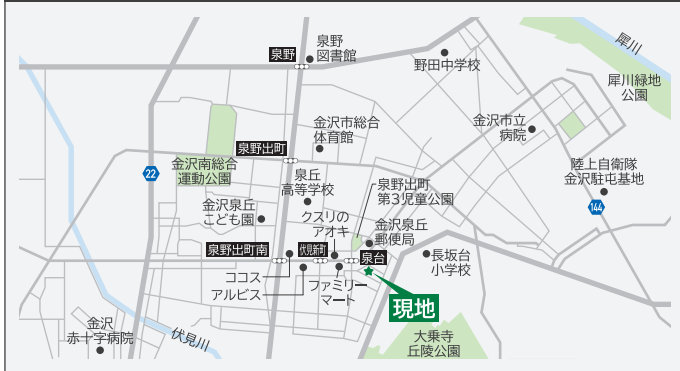 泉野
泉野
図書館
野田中学校
犀川
犀川緑地
公園
金沢市総合
体育館
金沢市立
病院
泉野出町
金沢南総合
運動公園
22
泉丘
高等学校
泉野出町
第3児童公園
陸上自衛隊
金沢駐屯基地
144
金沢泉丘
こども園
クスリの
アオキ
金沢泉丘
郵便局
泉野出町南
伏見新町
泉台
長坂台
小学校
ココス
アルビス
ファミリー
マート
現地
金沢
赤十字病院
伏見川
大乗寺
丘陵公園